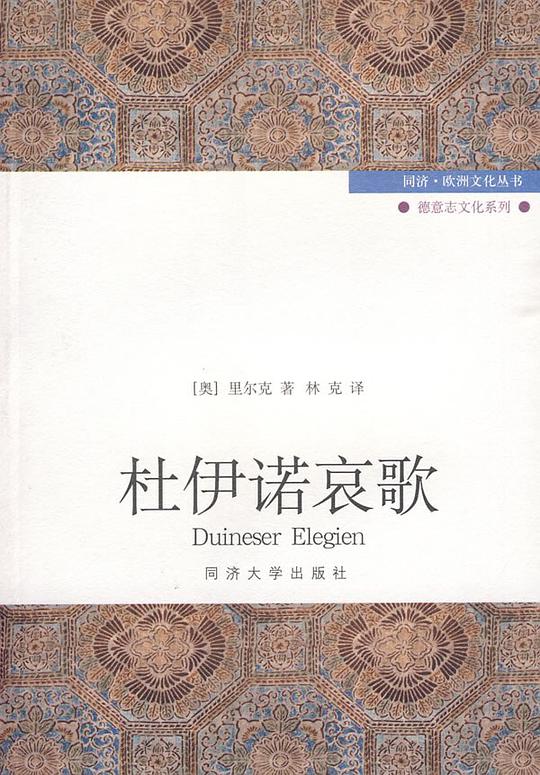 同济·欧洲文化丛书
● 德意志文化系列 ●
[奥] 里尔克 著 林 克 译
杜伊诺哀歌
Duineser Elegien
同济大学出版社